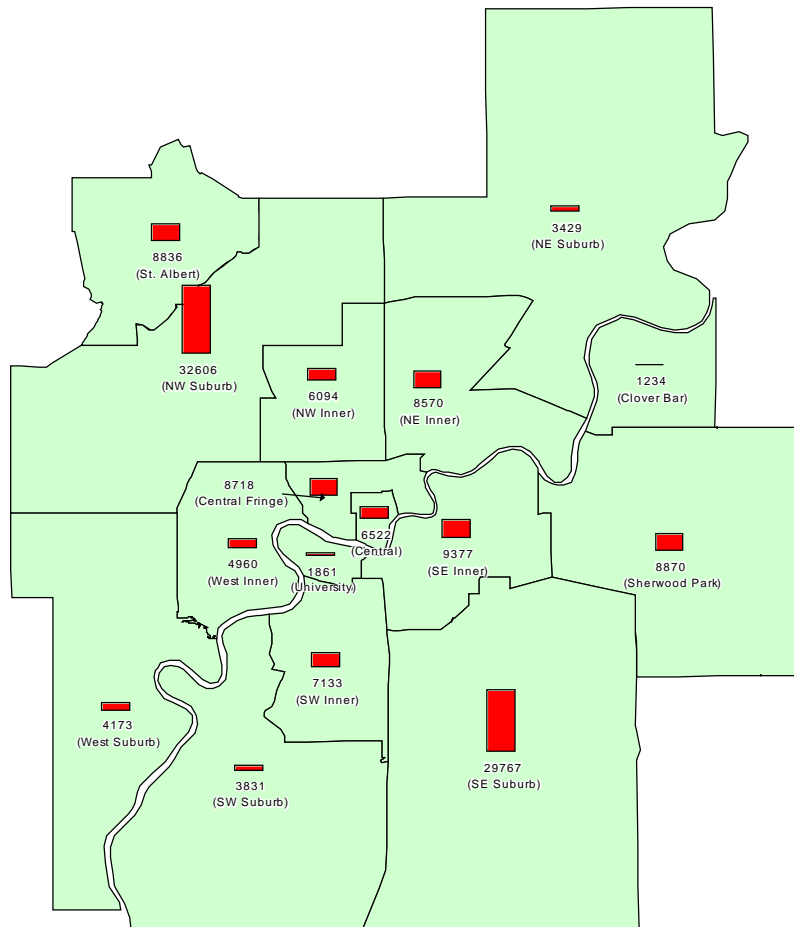 3429
(NE Suburb)
8836
(St. Albert)
32606
(NW Suburb)
6094
(NW Inner)
8570
(NE Inner)
1234
(Clover Bar)
8718
(Central Fringe)
6522
(Central)
4960
(West Inner)
1861
(University)
9377
(SE Inner)
8870
(Sherwood Park)
7133
(SW Inner)
4173
(West Suburb)
3831
(SW Suburb)
29767
(SE Suburb)